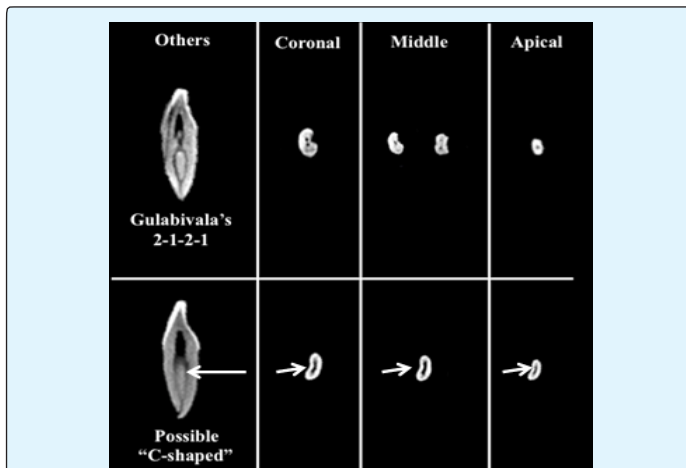 Others Coronal Middle Apical
Gulabivala's
2-1-2-1
Possible
"C-shaped"